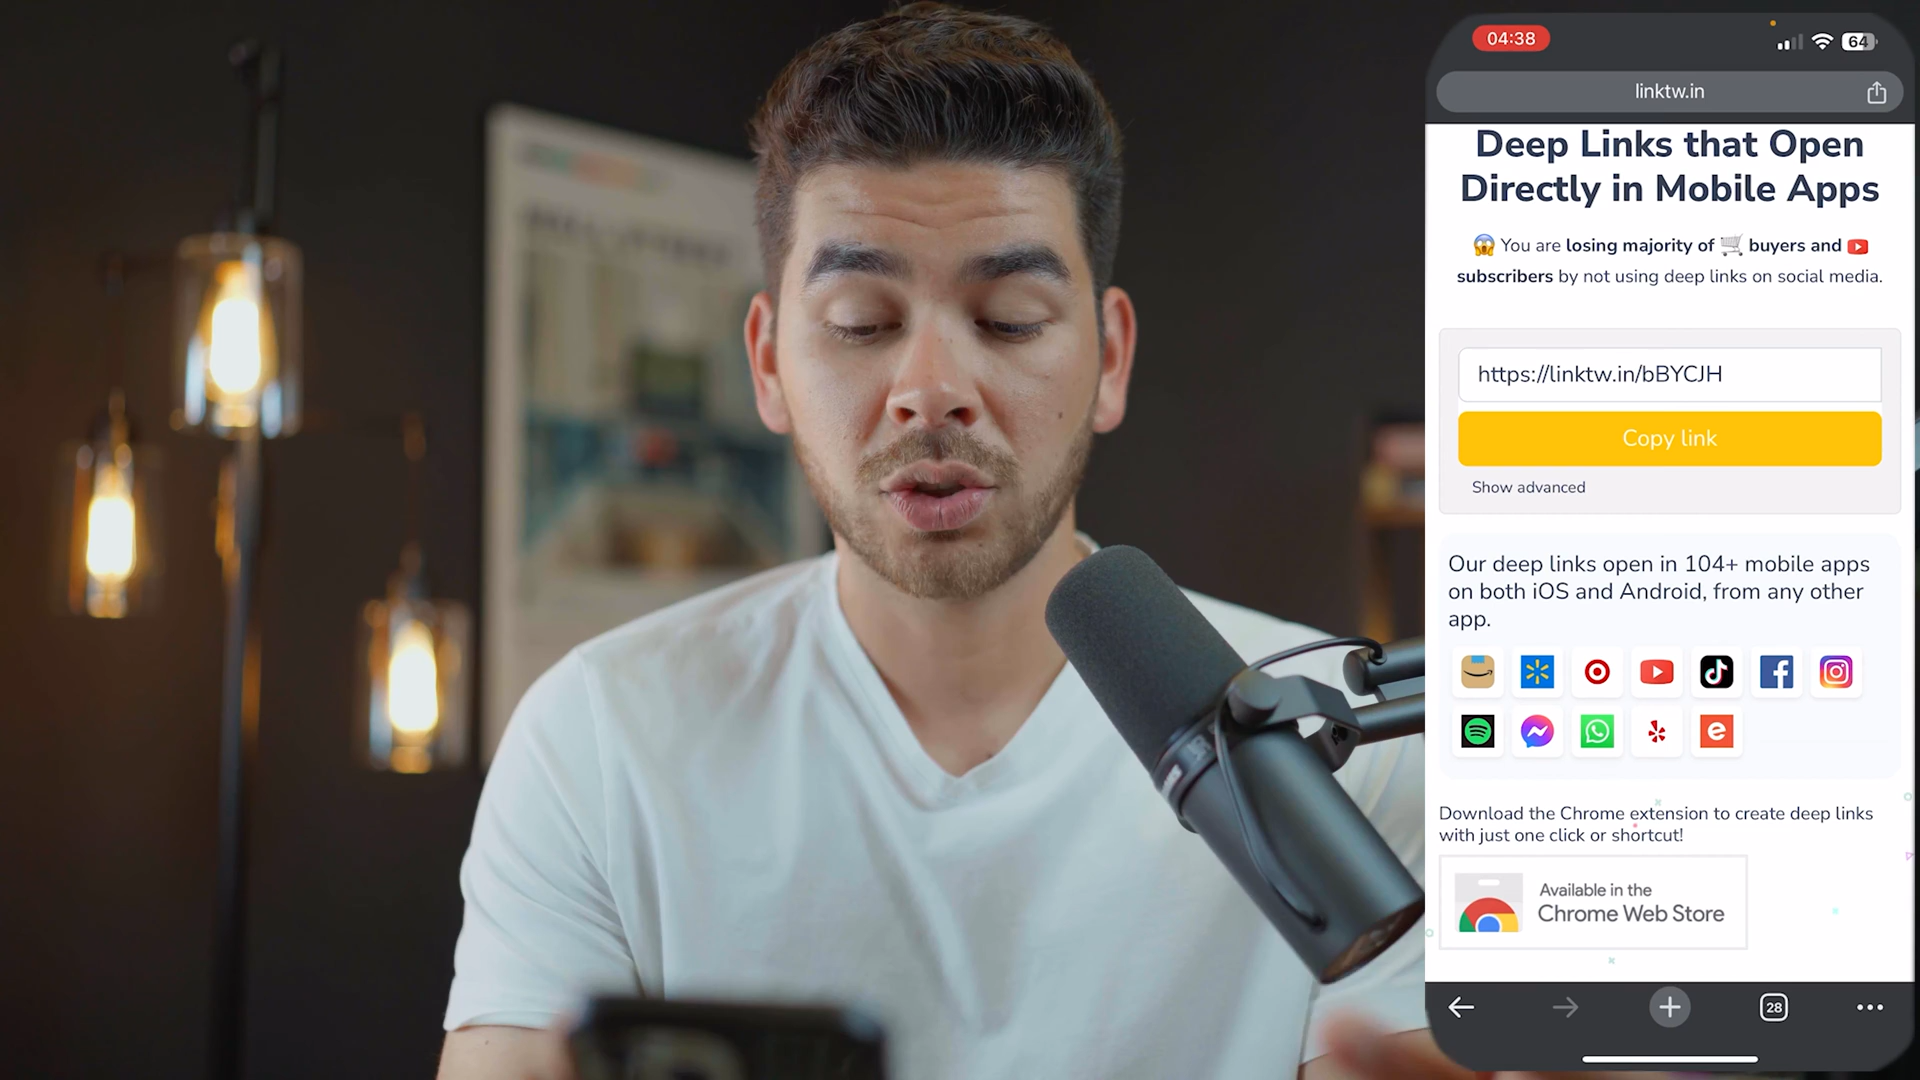 04:38
64
linktw.in
Deep Links that Open
Directly in Mobile Apps
You are losing majority of buyers and
subscribers by not using deep links on social media.
https://linktw.in/bBYCJH
Copy link
Show advanced
Our deep links open in 104+ mobile apps
on both iOS and Android, from any other
app.
Download the Chrome extension to create deep links
with just one click or shortcut!
Available in the
Chrome Web Store
28